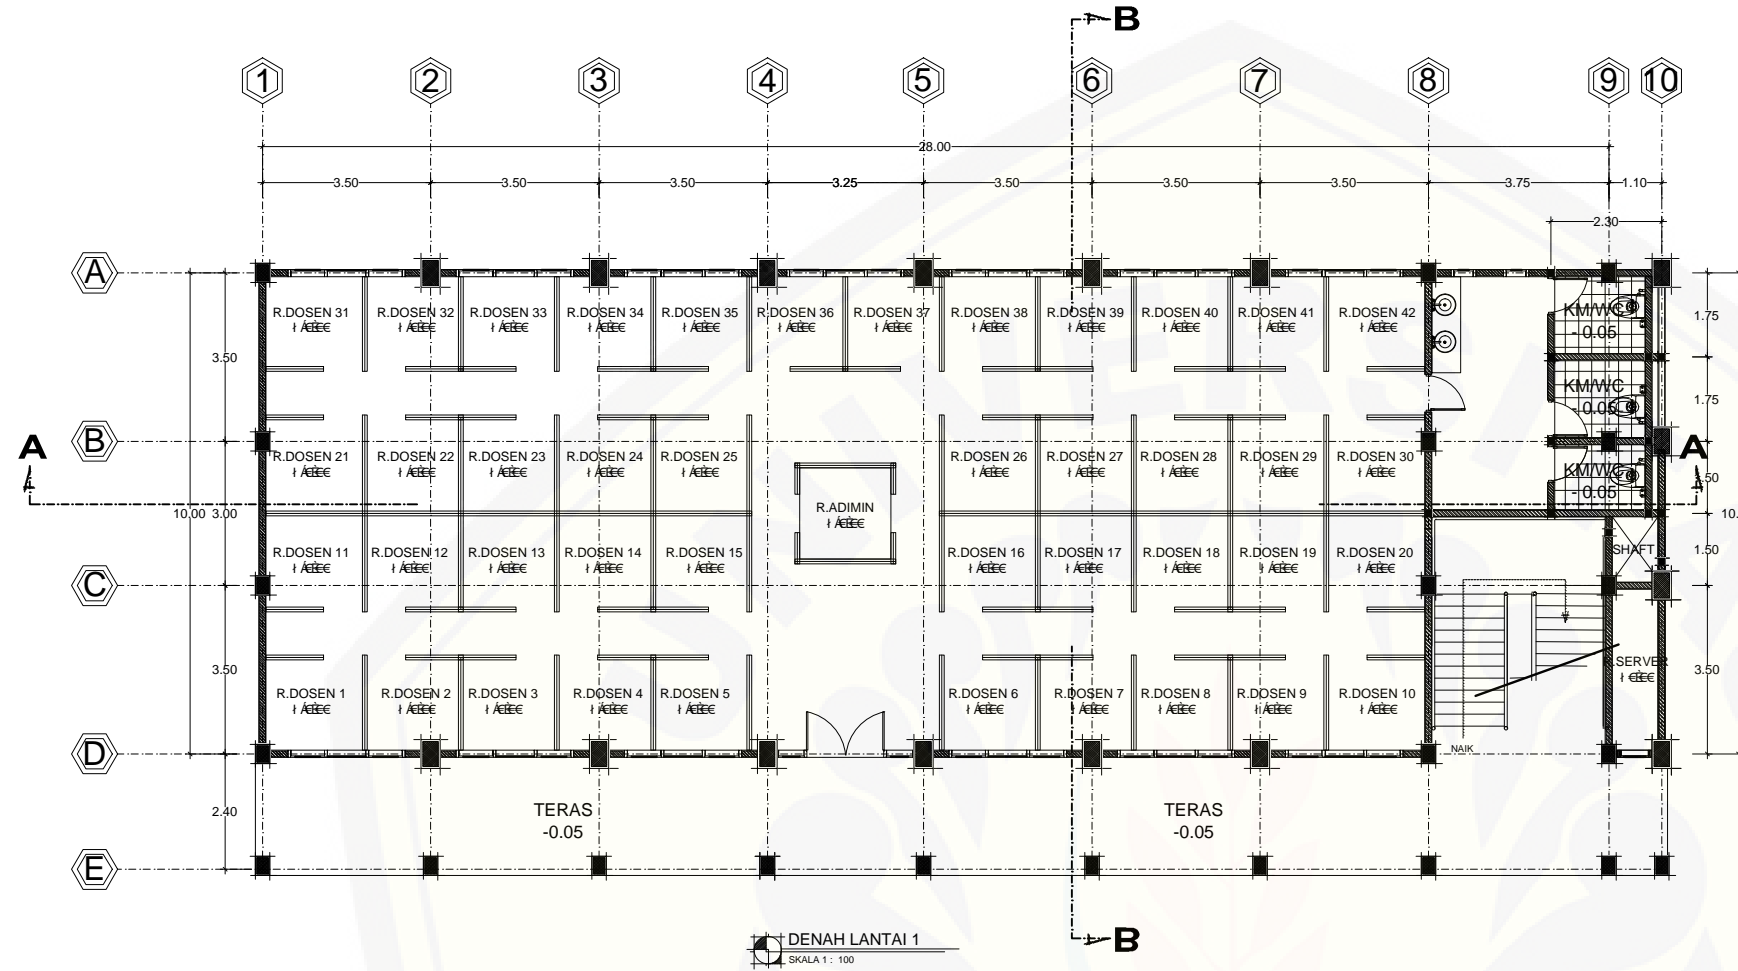 B
1 2 3 4 5 6 7 8 9 10
28.00
3.50 3.50 3.50 3.25 3.50 3.50 3.50 3.75 1.10
2.30
A
R.DOSEN 31 R.DOSEN 32 R.DOSEN 33 R.DOSEN 34 R.DOSEN 35 R.DOSEN 36 R.DOSEN 37 R.DOSEN 38 R.DOSEN 39 R.DOSEN 40 R.DOSEN 41 R.DOSEN 42
KM/WC
- 0.05
1.75
3.50
KM/WC
- 0.05
1.75
B
A A
R.DOSEN 21 R.DOSEN 22 R.DOSEN 23 R.DOSEN 24 R.DOSEN 25 R.DOSEN 26 R.DOSEN 27 R.DOSEN 28 R.DOSEN 29 R.DOSEN 30
KM/WC
- 0.05
R.ADIMIN
10.00 3.00
R.DOSEN 11 R.DOSEN 12 R.DOSEN 13 R.DOSEN 14 R.DOSEN 15 R.DOSEN 16 R.DOSEN 17 R.DOSEN 18 R.DOSEN 19 R.DOSEN 20
SHAFT 1.50
C
3.50 3.50
R.SERVER
R.DOSEN 1 R.DOSEN 2 R.DOSEN 3 R.DOSEN 4 R.DOSEN 5 R.DOSEN 6 R.DOSEN 7 R.DOSEN 8 R.DOSEN 9 R.DOSEN 10
NAIK
D
2.40
TERAS TERAS
-0.05 -0.05
E
B
DENAH LANTAI 1
SKALA 1 : 100